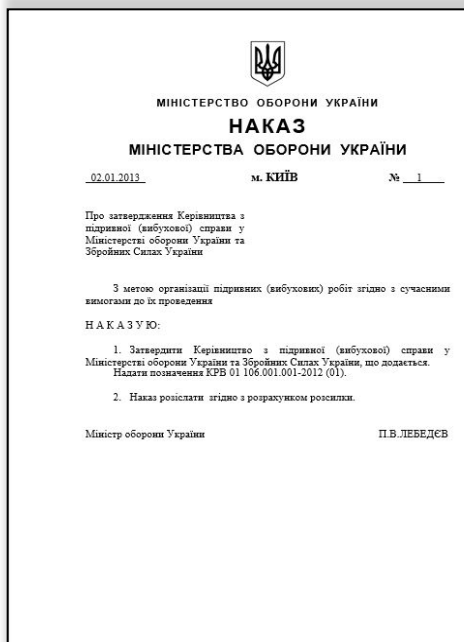 МІНІСТЕРСТВО ОБОРОНИ УКРАЇНИ
НАКАЗ
МІНІСТЕРСТВА ОБОРОНИ УКРАЇНИ
02.01.2013 м. КИЇВ № 1
Про затвердження Керівництва з
підривної (вибухової) справи у
Міністерстві оборони України та
Збройних Силах України
З метою організації підривних (вибухових) робіт згідно з сучасними
вимогами до їх проведення
Н А К А З У Ю:
1. Затвердити Керівництво з підривної (вибухової) справи у
Міністерстві оборони України та Збройних Силах України, що додається.
Надати позначення КРВ 01 106.001.001-2012 (01).
2. Наказ розіслати згідно з розрахунком розсилки.
Міністр оборони України П.В.ЛЕБЕДЄВ